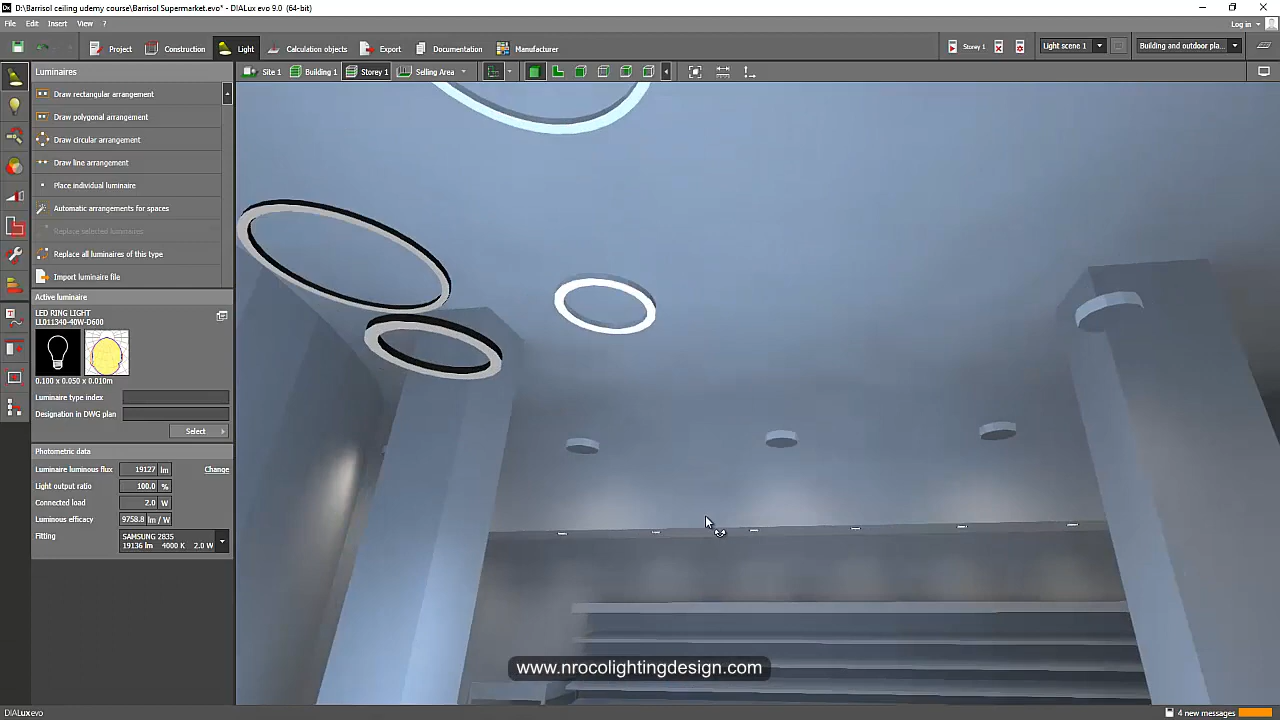 D:\Barrisol ceiling udemy course\Barrisol Supermarket.evo* - DIALux evo 9.0 (64-bit)
File Edit Insert View ?
Log in
Project Construction Light Calculation objects Export Documentation Manufacturer
Storey 1 Light scene 1 Building and outdoor pla...
Luminaires
Site 1 Building 1 Storey 1 Selling Area
Draw rectangular arrangement
Draw polygonal arrangement
Draw circular arrangement
Draw line arrangement
Place individual luminaire
Automatic arrangements for spaces
Replace selected luminaires
Replace all luminaires of this type
Import luminaire file
Active luminaire
LED RING LIGHT
LL011340-40W-D600
0.100 x 0.050 x 0.010m
Luminaire type index
Designation in DWG plan
Select
Photometric data
Luminaire luminous flux 19127 lm Change
Light output ratio 100.0 %
Connected load 2.0 W
Luminous efficacy 9758.8 lm / W
Fitting SAMSUNG 2835
19136 lm 4000 K 2.0 W
www.nrocolightingdesign.com
DIALux evo
4 new messages